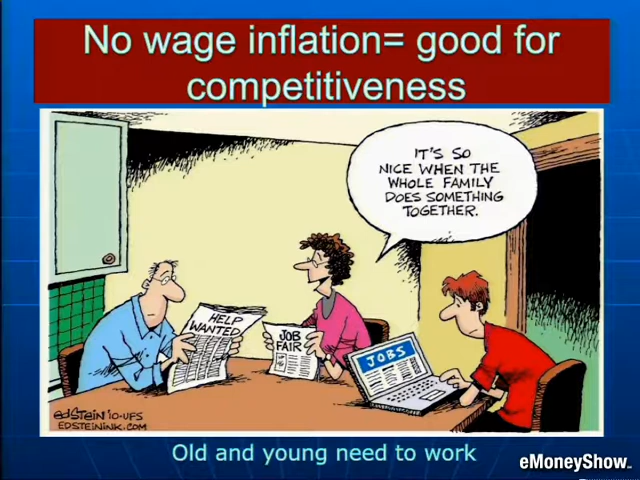 No wage inflation= good for
competitiveness
IT'S SO
NICE WHEN THE
WHOLE FAMILY
DOES SOMETHING
TOGETHER.
HELP
WANTED
JOB
FAIR
JOBS
edStein'10-UFS
EDSTEININK.COM
Old and young need to work
eMoneyShow